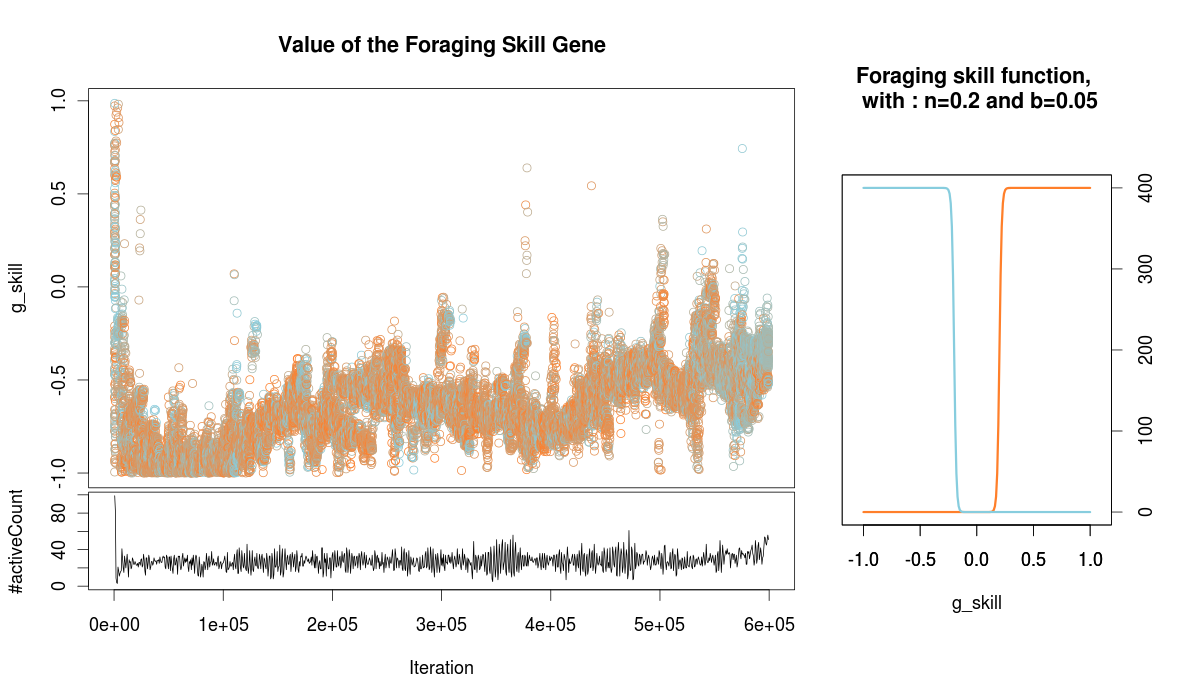 Value of the Foraging Skill Gene
g_skill
1.0
0.5
0.0
-0.5
-1.0
#activeCount
80
40
0
0e+00 1e+05 2e+05 3e+05 4e+05 5e+05 6e+05
Iteration
Foraging skill function,
with : n=0.2 and b=0.05
400
300
200
100
0
-1.0 -0.5 0.0 0.5 1.0
g_skill